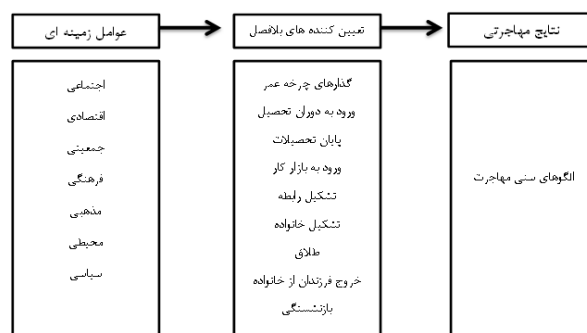 عوامل زمینه ای
تعیین کننده های بلافصل
نتایج مهاجرتی
اجتماعی
اقتصادی
جمعیتی
فرهنگی
مذهبی
محیطی
سیاسی
گذارهای چرخه عمر
ورود به دوران تحصیل
پایان تحصیلات
ورود به بازار کار
تشکیل رابطه
تشکیل خانواده
طلاق
خروج فرزندان از خانواده
بازنشستگی
الگوهای سنی مهاجرت